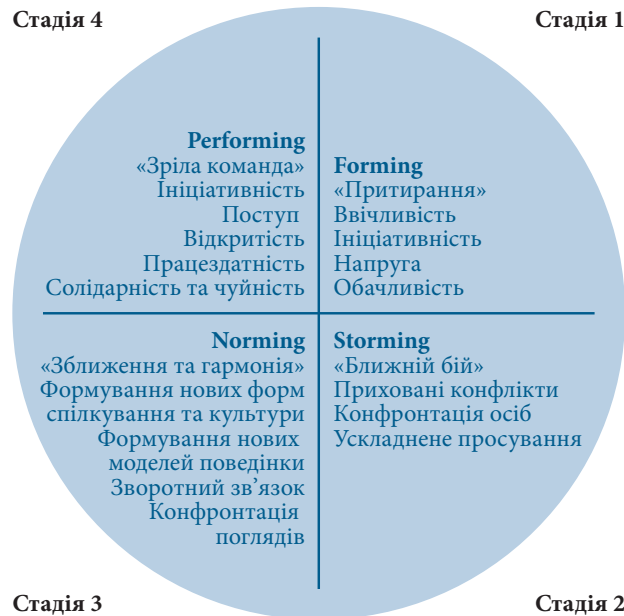 Стадія 4
Стадія 1
Performing
«Зріла команда»
Ініціативність
Поступ
Відкритість
Працездатність
Солідарність та чуйність
Forming
«Притирання»
Ввічливість
Ініціативність
Напруга
Обачливість
Norming
«Зближення та гармонія»
Формування нових форм
спілкування та культури
Формування нових
моделей поведінки
Зворотний зв’язок
Конфронтація
поглядів
Storming
«Ближній бій»
Приховані конфлікти
Конфронтація осіб
Ускладнене просування
Стадія 3
Стадія 2